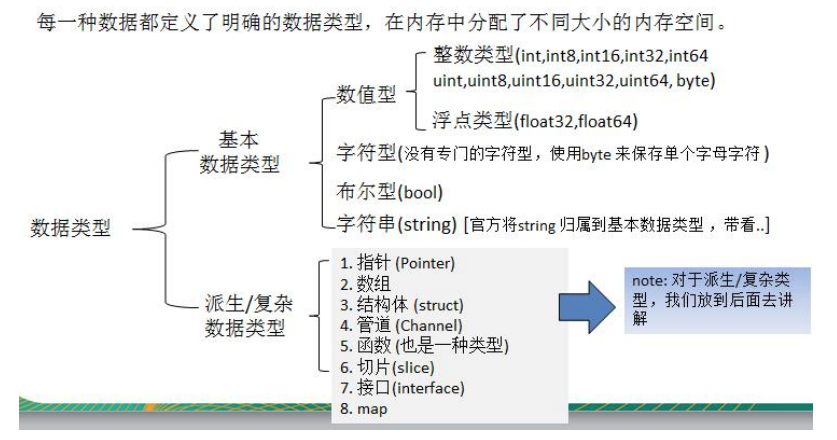 每一种数据都定义了明确的数据类型，在内存中分配了不同大小的内存空间。
数据类型
基本
数据类型
数值型
整数类型(int,int8,int16,int32,int64
uint,uint8,uint16,uint32,uint64, byte)
浮点类型(float32,float64)
字符型(没有专门的字符型，使用byte 来保存单个字母字符)
布尔型(bool)
字符串(string) [官方将string 归属到基本数据类型，带看..]
派生/复杂
数据类型
1. 指针 (Pointer)
2. 数组
3. 结构体 (struct)
4. 管道 (Channel)
5. 函数 (也是一种类型)
6. 切片(slice)
7. 接口(interface)
8. map
note: 对于派生/复杂类
型，我们放到后面去讲
解